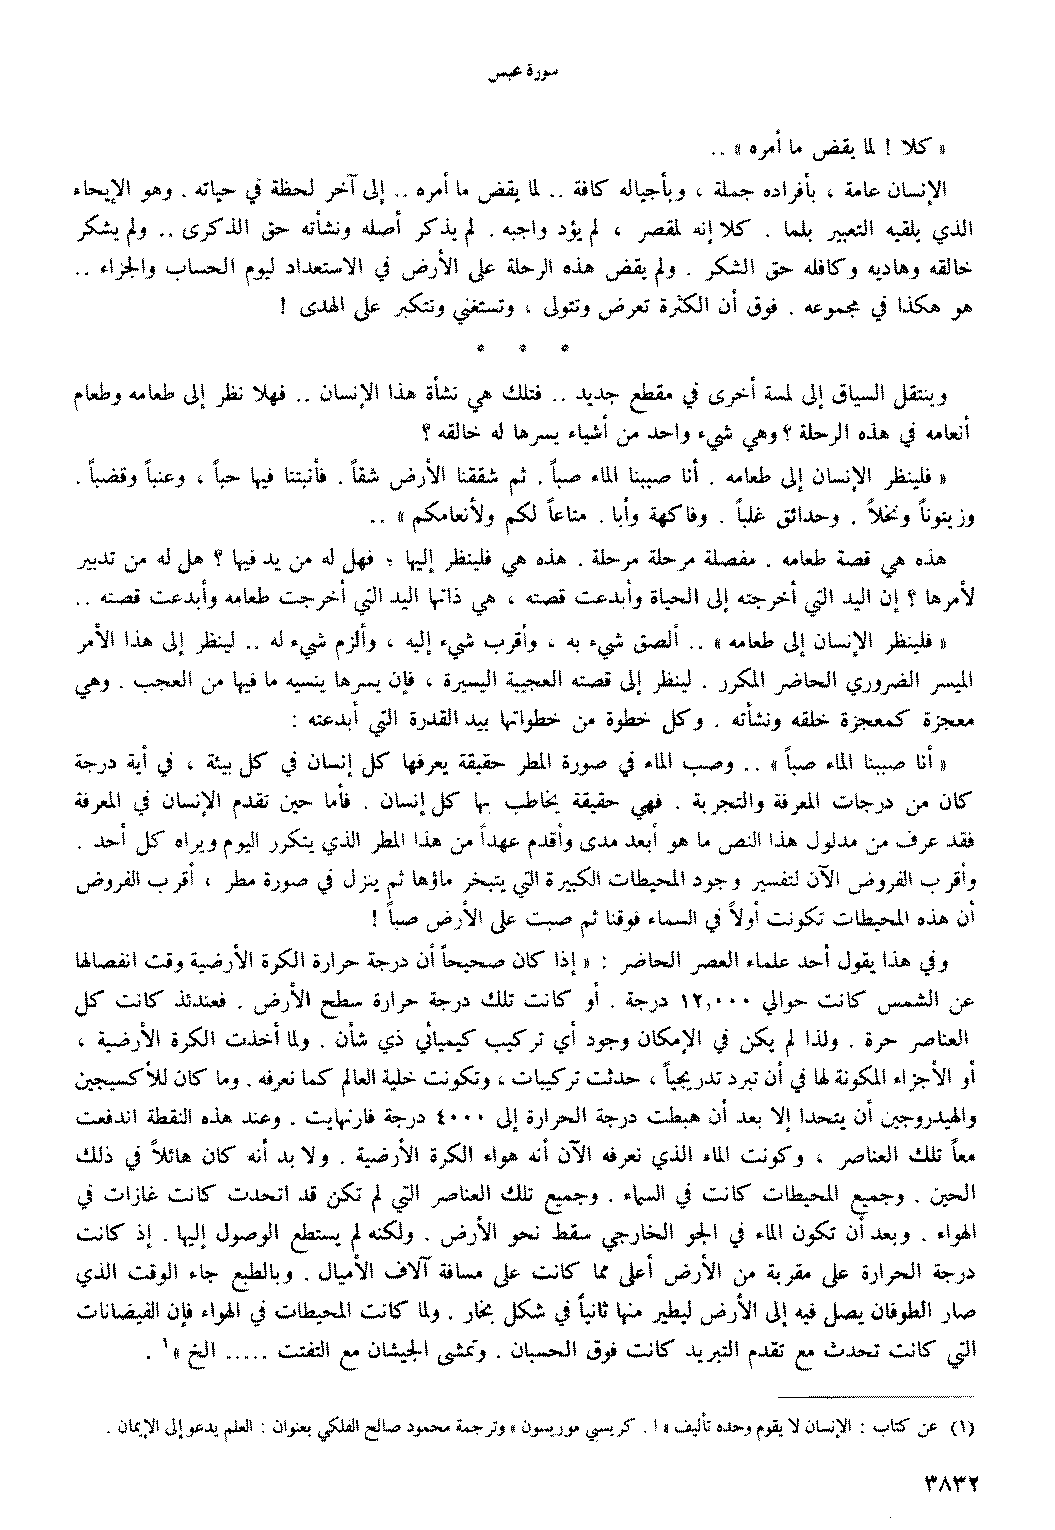 سورة عبس
« كلا ! لما يقض ما أمره » ..
الإنسان عامة ، بأفراده جملة ، وبأجياله كافة .. لما يقض ما أمره .. إلى آخر لحظة في حياته . وهو الإيحاء
الذي يلقيه التعبير بلما . كلا إنه لمقصر ، لم يؤد واجبه . لم يذكر أصله ونشأته حق الذكرى .. ولم يشكر
خالقه وهاديه وكافله حق الشكر . ولم يقض هذه الرحلة على الأرض في الاستعداد ليوم الحساب والجزاء ..
هو هكذا في مجموعه . فوق أن الكثرة تعرض وتتولى ، وتستغني وتتكبر على الهدى !
* * *
وينتقل السياق إلى لمسة أخرى في مقطع جديد .. فتلك هي نشأة هذا الإنسان .. فهلا نظر إلى طعامه وطعام
أنعامه في هذه الرحلة ؟ وهي شيء واحد من أشياء يسرها له خالقه ؟
« فلينظر الإنسان إلى طعامه . أنا صببنا الماء صباً . ثم شققنا الأرض شقاً . فأنبتنا فيها حباً ، وعنباً وقضباً .
وزيتوناً ونخلاً . وحدائق غلباً . وفاكهة وأبا . متاعاً لكم ولأنعامكم » ..
هذه هي قصة طعامه . مفصلة مرحلة مرحلة . هذه هي فلينظر إليها ؛ فهل له من يد فيها ؟ هل له من تدبير
لأمرها ؟ إن اليد التي أخرجته إلى الحياة وأبدعت قصته ، هي ذاتها اليد التي أخرجت طعامه وأبدعت قصته ..
« فلينظر الإنسان إلى طعامه » .. ألصق شيء به ، وأقرب شيء إليه ، وألزم شيء له .. لينظر إلى هذا الأمر
الميسر الضروري الحاضر المكرر . لينظر إلى قصته العجيبة اليسيرة ، فإن يسرها ينسيه ما فيها من العجب . وهي
معجزة كمعجزة خلقه ونشأته . وكل خطوة من خطواتها بيد القدرة التي أبدعته :
« أنا صببنا الماء صباً » .. وصب الماء في صورة المطر حقيقة يعرفها كل إنسان في كل بيئة ، في أية درجة
كان من درجات المعرفة والتجربة . فهي حقيقة يخاطب بها كل إنسان . فأما حين تقدم الإنسان في المعرفة
فقد عرف من مدلول هذا النص ما هو أبعد مدى وأقدم عهداً من هذا المطر الذي يتكرر اليوم ويراه كل أحد .
وأقرب الفروض الآن لتفسير وجود المحيطات الكبيرة التي يتبخر ماؤها ثم ينزل في صورة مطر ، أقرب الفروض
أن هذه المحيطات تكونت أولاً في السماء فوقنا ثم صبت على الأرض صباً !
وفي هذا يقول أحد علماء العصر الحاضر : « إذا كان صحيحاً أن درجة حرارة الكرة الأرضية وقت انفصالها
عن الشمس كانت حوالي ١٢,٠٠٠ درجة . أو كانت تلك درجة حرارة سطح الأرض . فعندئذ كانت كل
العناصر حرة . ولذا لم يكن في الإمكان وجود أي تركيب كيميائي ذي شأن . ولما أخذت الكرة الأرضية ،
أو الأجزاء المكونة لها في أن تبرد تدريجياً ، حدثت تركيبات ، وتكونت خلية العالم كما نعرفه . وما كان للأكسيجين
والهيدروجين أن يتحدا إلا بعد أن هبطت درجة الحرارة إلى ٤٠٠٠ درجة فارنهايت . وعند هذه النقطة اندفعت
معاً تلك العناصر ، وكونت الماء الذي نعرفه الآن أنه هواء الكرة الأرضية . ولا بد أنه كان هائلاً في ذلك
الحين . وجميع المحيطات كانت في السماء . وجميع تلك العناصر التي لم تكن قد اتحدت كانت غازات في
الهواء . وبعد أن تكون الماء في الجو الخارجي سقط نحو الأرض . ولكنه لم يستطع الوصول إليها . إذ كانت
درجة الحرارة على مقربة من الأرض أعلى مما كانت على مسافة آلاف الأميال . وبالطبع جاء الوقت الذي
صار الطوفان يصل فيه إلى الأرض ليطير منها ثانياً في شكل بخار . ولما كانت المحيطات في الهواء فإن الفيضانات
التي كانت تحدث مع تقدم التبريد كانت فوق الحسبان . وتمشى الجيشان مع التفتت ..... الخ »١ .
(١) عن كتاب : الإنسان لا يقوم وحده تأليف « ا . كريسي موريسون » وترجمة محمود صالح الفلكي بعنوان : العلم يدعو إلى الإيمان .
٣٨٣٢